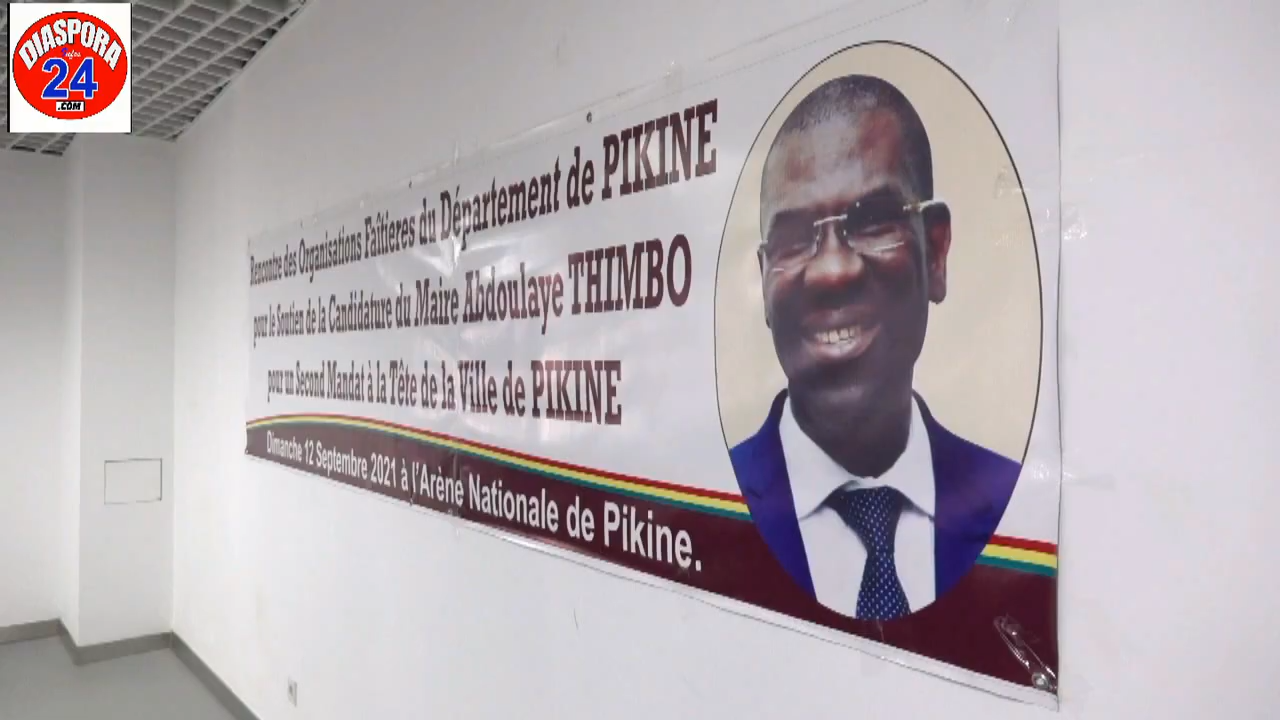 DIASPORA
Infos
24
.COM
Rencontre des Organisations Faîtieres du Département de PIKINE
pour le Soutien de la Candidature du Maire Abdoulaye THIMBO
pour un Second Mandat à la Tête de la Ville de PIKINE
Dimanche 12 Septembre 2021 à l'Arène Nationale de Pikine.